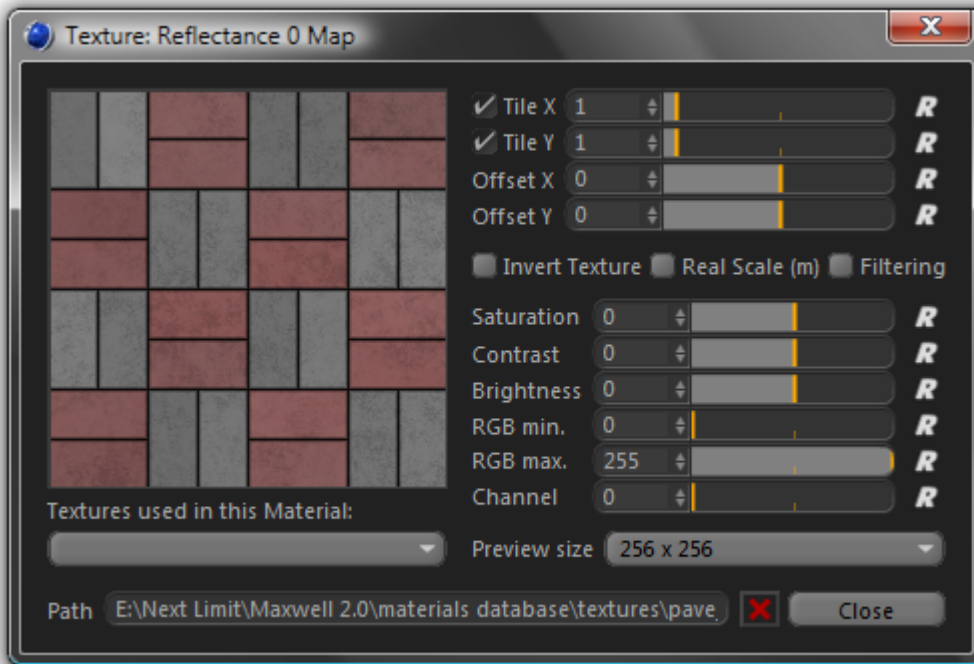 Texture: Reflectance 0 Map
Tile X 1 R
Tile Y 1 R
Offset X 0 R
Offset Y 0 R
Invert Texture Real Scale (m) Filtering
Saturation 0 R
Contrast 0 R
Brightness 0 R
RGB min. 0 R
RGB max. 255 R
Channel 0 R
Textures used in this Material:
Preview size 256 x 256
Path E:\Next Limit\Maxwell 2.0\materials database\textures\pave_ Close